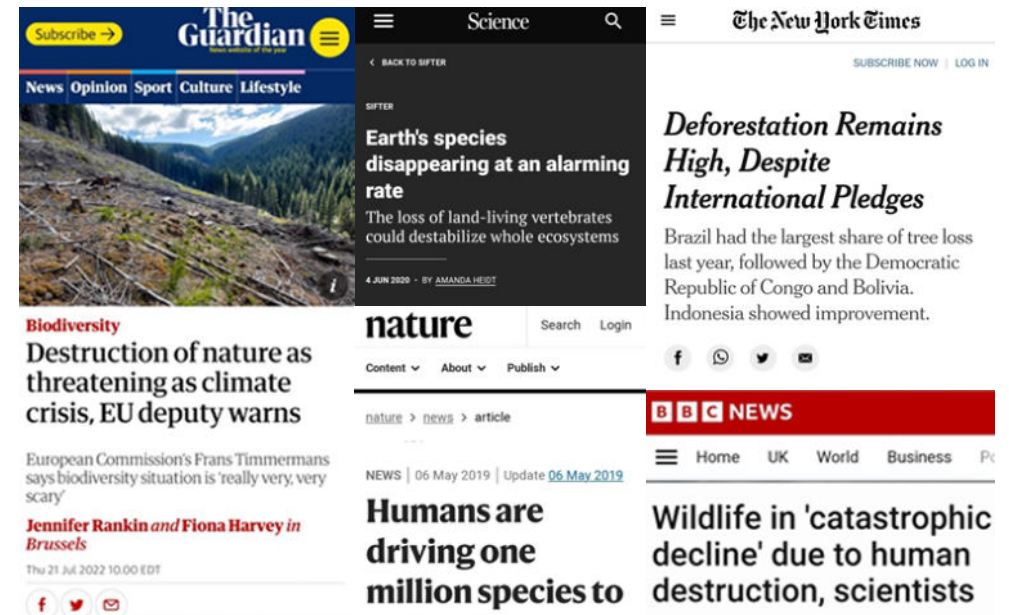 Subscribe →
The
Guardian
News website of the year
News Opinion Sport Culture Lifestyle
i
Biodiversity
Destruction of nature as
threatening as climate
crisis, EU deputy warns
European Commission's Frans Timmermans
says biodiversity situation is 'really very, very
scary'
Jennifer Rankin and Fiona Harvey in
Brussels
Thu 21 Jul 2022 10.00 EDT
Science
< BACK TO SIFTER
SIFTER
Earth's species
disappearing at an alarming
rate
The loss of land-living vertebrates
could destabilize whole ecosystems
4 JUN 2020 - BY AMANDA HEIDT
nature
Search Login
Content About Publish
nature > news > article
NEWS | 06 May 2019 | Update 06 May 2019
Humans are
driving one
million species to
The New York Times
SUBSCRIBE NOW | LOG IN
Deforestation Remains
High, Despite
International Pledges
Brazil had the largest share of tree loss
last year, followed by the Democratic
Republic of Congo and Bolivia.
Indonesia showed improvement.
BBC NEWS
Home UK World Business
Wildlife in 'catastrophic
decline' due to human
destruction, scientists